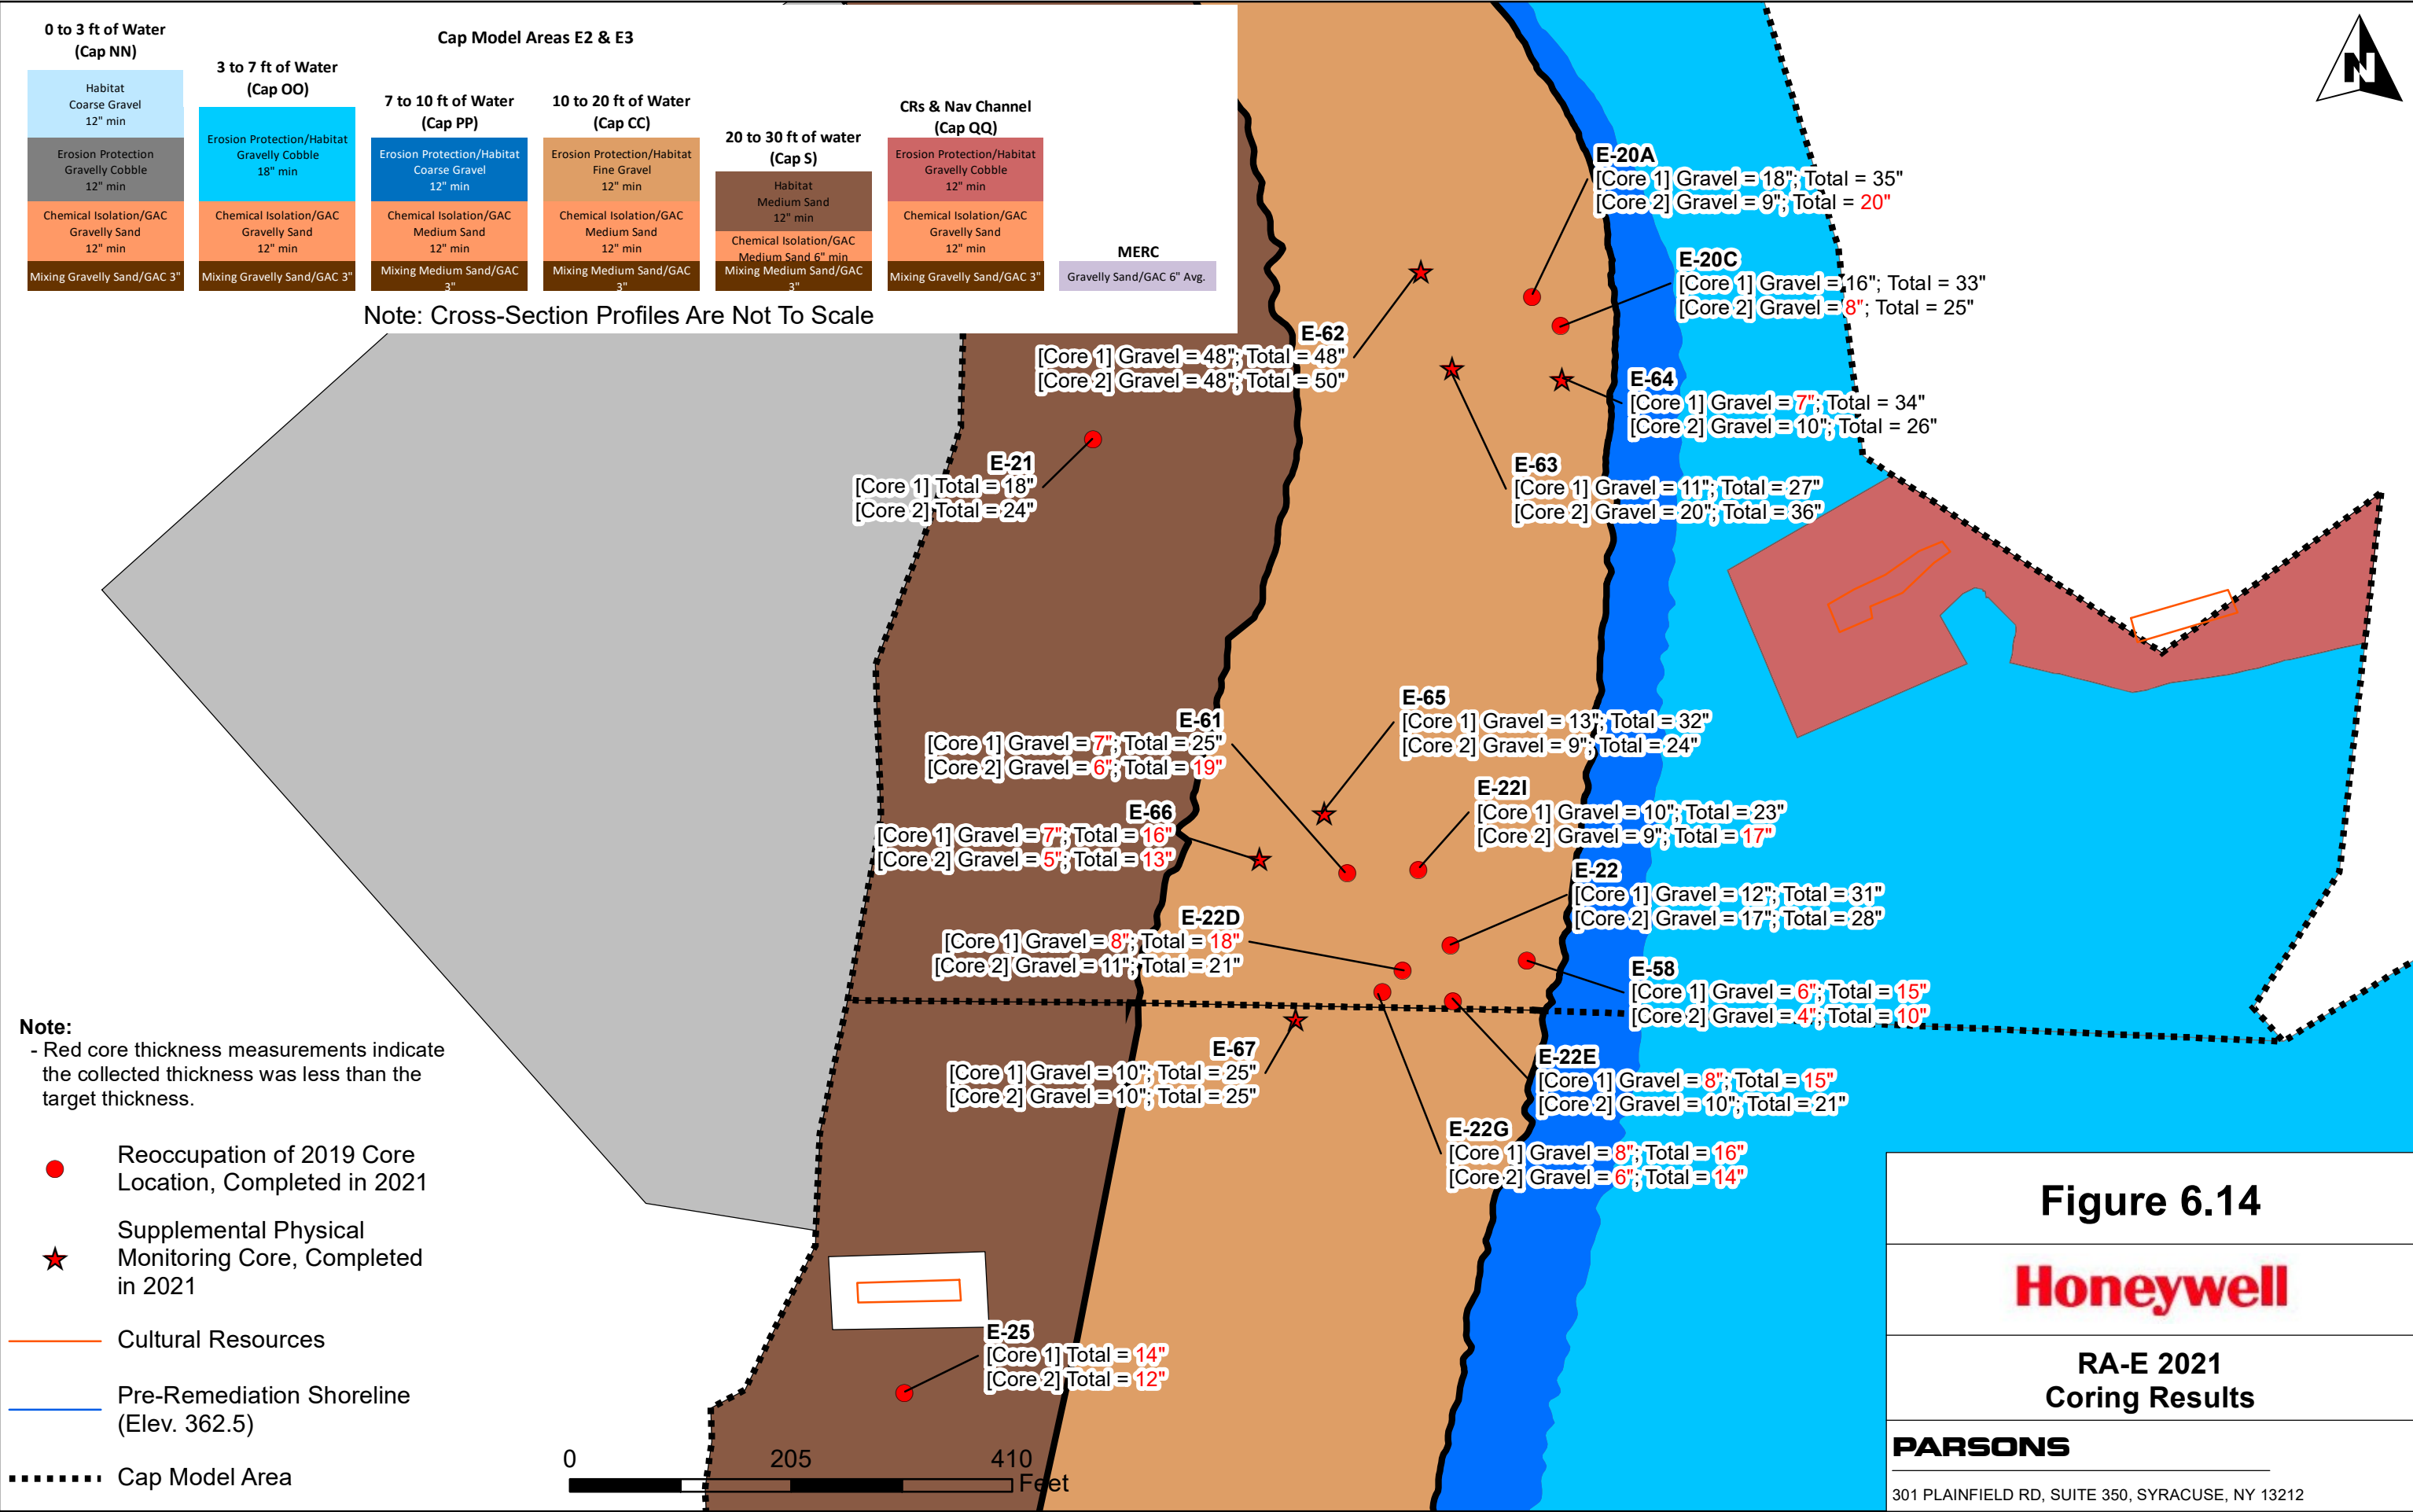 0 to 3 ft of Water
(Cap NN)
Habitat
Coarse Gravel
12" min
Erosion Protection
Gravelly Cobble
12" min
Chemical Isolation/GAC
Gravelly Sand
12" min
Mixing Gravelly Sand/GAC 3"
Cap Model Areas E2 & E3
3 to 7 ft of Water
(Cap OO)
Erosion Protection/Habitat
Gravelly Cobble
18" min
Chemical Isolation/GAC
Gravelly Sand
12" min
Mixing Gravelly Sand/GAC 3"
7 to 10 ft of Water
(Cap PP)
Erosion Protection/Habitat
Coarse Gravel
12" min
Chemical Isolation/GAC
Medium Sand
12" min
Mixing Medium Sand/GAC
3"
10 to 20 ft of Water
(Cap CC)
Erosion Protection/Habitat
Fine Gravel
12" min
Chemical Isolation/GAC
Medium Sand
12" min
Mixing Medium Sand/GAC
3"
20 to 30 ft of water
(Cap S)
Habitat
Medium Sand
12" min
Chemical Isolation/GAC
Medium Sand 6" min
Mixing Medium Sand/GAC
3"
CRs & Nav Channel
(Cap QQ)
Erosion Protection/Habitat
Gravelly Cobble
12" min
Chemical Isolation/GAC
Gravelly Sand
12" min
Mixing Gravelly Sand/GAC 3"
MERC
Gravelly Sand/GAC 6" Avg.
Note: Cross-Section Profiles Are Not To Scale
N
E-20A
[Core 1] Gravel = 18"; Total = 35"
[Core 2] Gravel = 9"; Total = 20"
E-20C
[Core 1] Gravel = 16"; Total = 33"
[Core 2] Gravel = 8"; Total = 25"
E-62
[Core 1] Gravel = 48"; Total = 48"
[Core 2] Gravel = 48"; Total = 50"
E-64
[Core 1] Gravel = 7"; Total = 34"
[Core 2] Gravel = 10"; Total = 26"
E-21
[Core 1] Total = 18"
[Core 2] Total = 24"
E-63
[Core 1] Gravel = 11"; Total = 27"
[Core 2] Gravel = 20"; Total = 36"
E-65
[Core 1] Gravel = 13"; Total = 32"
[Core 2] Gravel = 9"; Total = 24"
E-61
[Core 1] Gravel = 7"; Total = 25"
[Core 2] Gravel = 6"; Total = 19"
E-22I
[Core 1] Gravel = 10"; Total = 23"
[Core 2] Gravel = 9"; Total = 17"
E-66
[Core 1] Gravel = 7"; Total = 16"
[Core 2] Gravel = 5"; Total = 13"
E-22
[Core 1] Gravel = 12"; Total = 31"
[Core 2] Gravel = 17"; Total = 28"
E-22D
[Core 1] Gravel = 8"; Total = 18"
[Core 2] Gravel = 11"; Total = 21"
E-58
[Core 1] Gravel = 6"; Total = 15"
[Core 2] Gravel = 4"; Total = 10"
E-67
[Core 1] Gravel = 10"; Total = 25"
[Core 2] Gravel = 10"; Total = 25"
E-22E
[Core 1] Gravel = 8"; Total = 15"
[Core 2] Gravel = 10"; Total = 21"
E-22G
[Core 1] Gravel = 8"; Total = 16"
[Core 2] Gravel = 6"; Total = 14"
E-25
[Core 1] Total = 14"
[Core 2] Total = 12"
Note:
- Red core thickness measurements indicate
the collected thickness was less than the
target thickness.
Reoccupation of 2019 Core
Location, Completed in 2021
Supplemental Physical
Monitoring Core, Completed
in 2021
Cultural Resources
Pre-Remediation Shoreline
(Elev. 362.5)
Cap Model Area
0 205 410
Feet
Figure 6.14
Honeywell
RA-E 2021
Coring Results
PARSONS
301 PLAINFIELD RD, SUITE 350, SYRACUSE, NY 13212